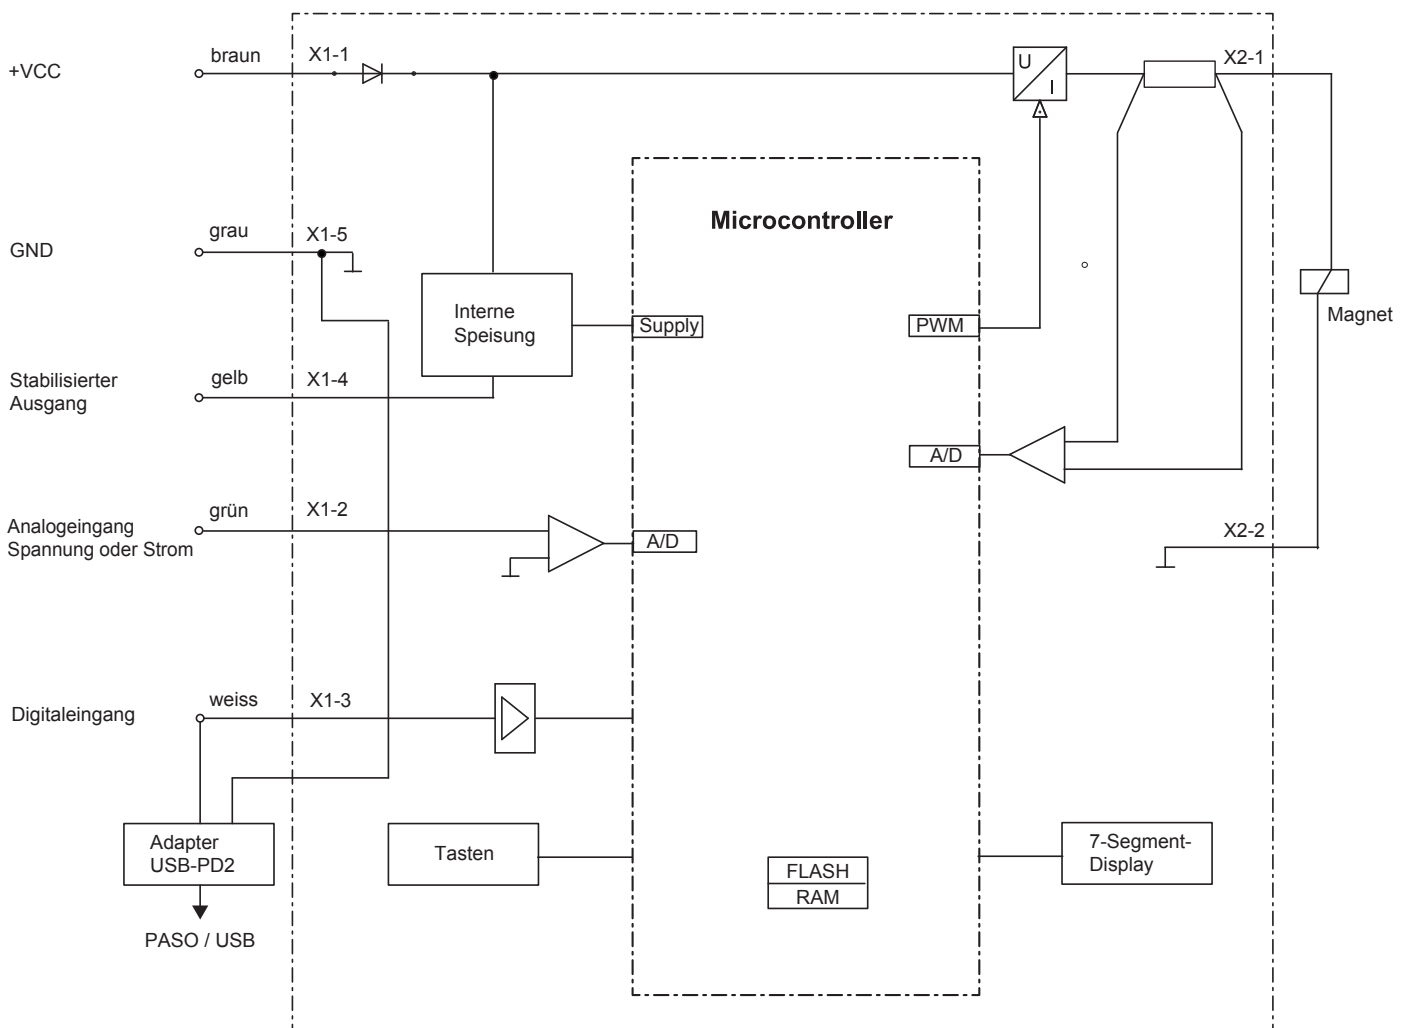 braun
X1-1
+VCC
U
I
X2-1
Microcontroller
grau
X1-5
GND
Interne
Speisung
Supply
PWM
Magnet
Stabilisierter
Ausgang
gelb
X1-4
A/D
Analogeingang
Spannung oder Strom
grün
X1-2
A/D
X2-2
Digitaleingang
weiss
X1-3
Adapter
USB-PD2
Tasten
FLASH
RAM
7-Segment-
Display
PASO / USB